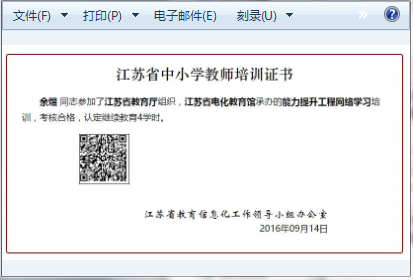 文件(F) 打印(P) 电子邮件(E) 刻录(U) »
江苏省中小学教师培训证书
余煜 同志参加了江苏省教育厅组织，江苏省电化教育馆承办的能力提升工程网络学习培
训，考核合格，认定继续教育4学时。
江苏省教育信息化工作领导小组办公室
2016年09月14日